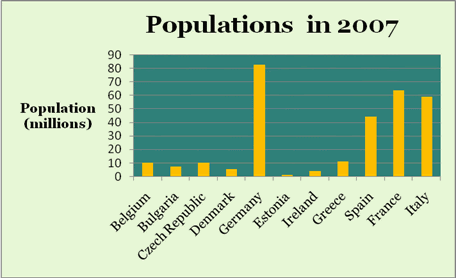 Populations in 2007
Population
(millions)
90
80
70
60
50
40
30
20
10
0
Belgium
Bulgaria
Czech Republic
Denmark
Germany
Estonia
Ireland
Greece
Spain
France
Italy